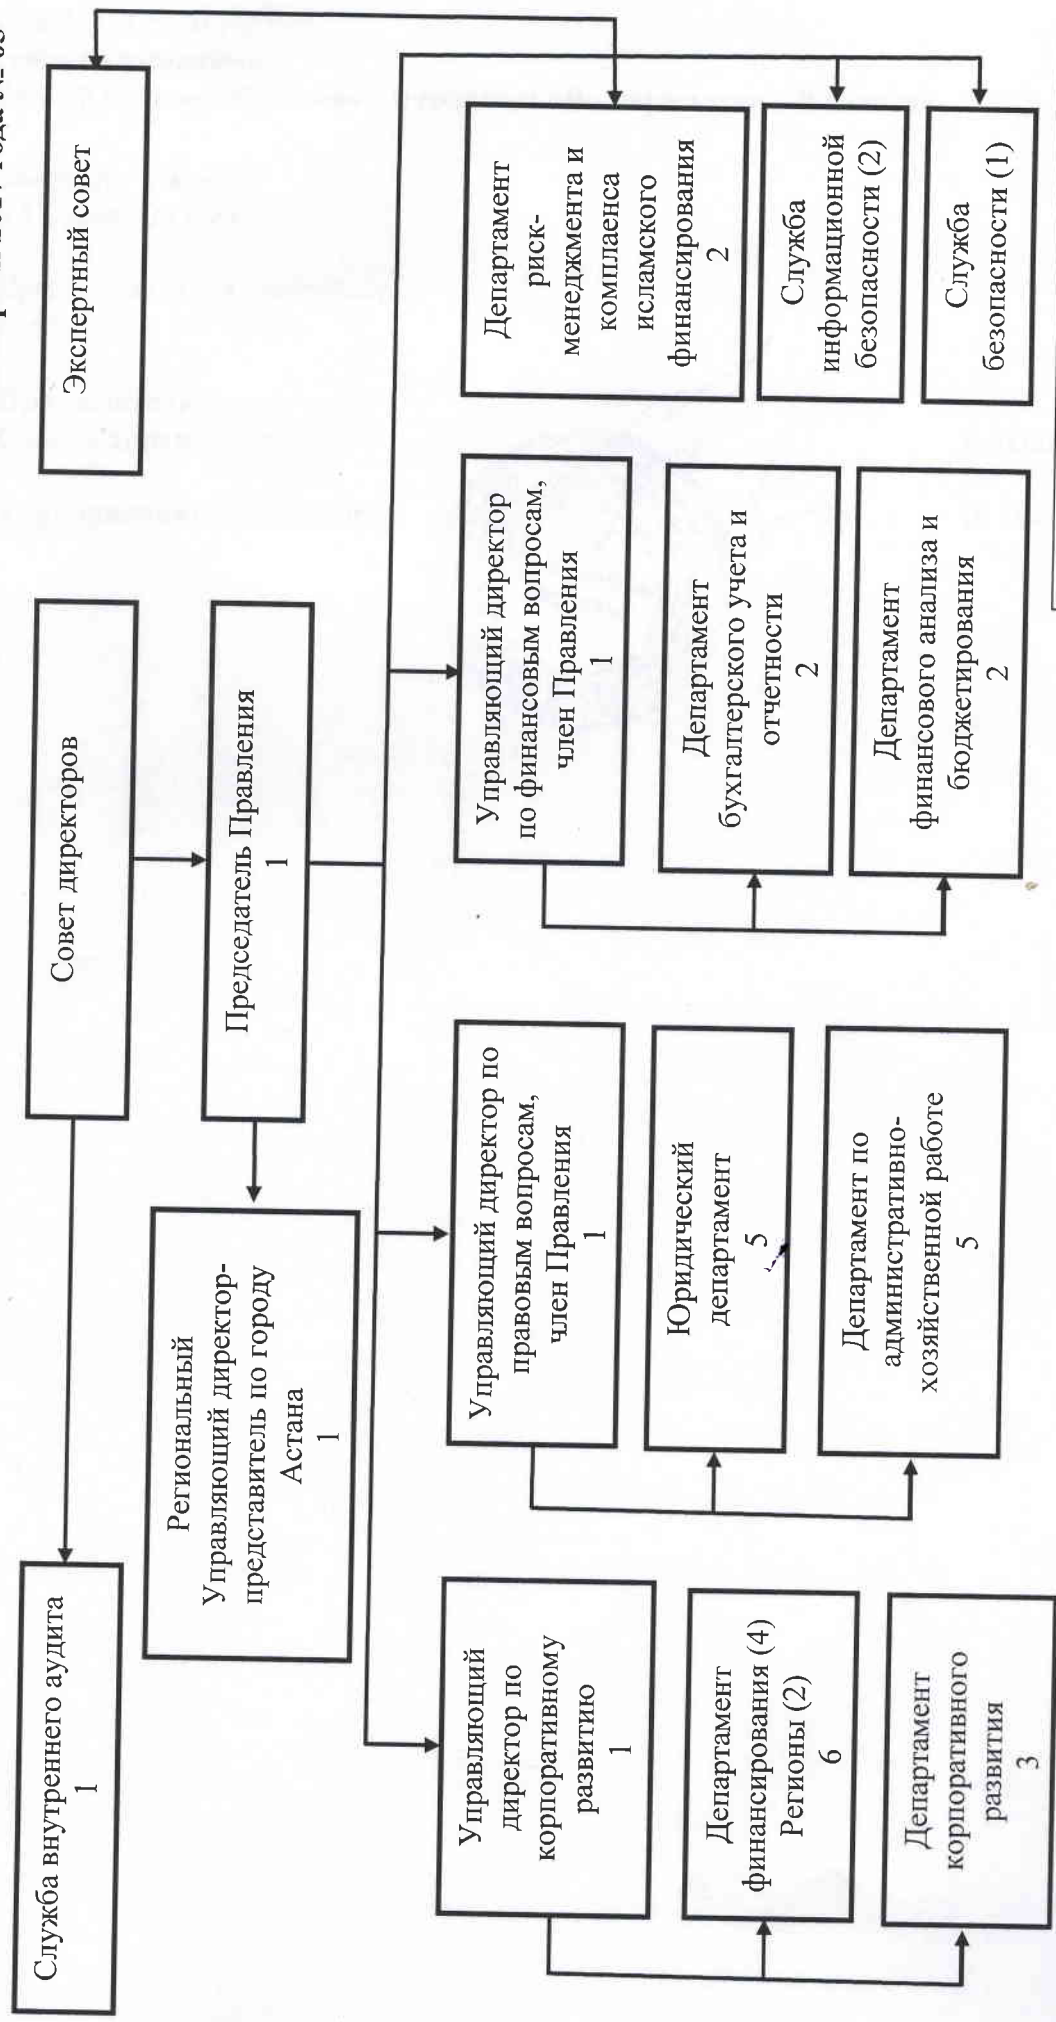 года № 03
Экспертный совет
Совет директоров
Служба внутреннего аудита
1
Председатель Правления
1
Региональный
Управляющий директор-
представитель по городу
Астана
1
Управляющий
директор по
корпоративному
развитию
1
Департамент
финансирования (4)
Регионы (2)
6
Департамент
корпоративного
развития
3
Управляющий директор по
правовым вопросам,
член Правления
1
Юридический
департамент
5
Департамент по
административно-
хозяйственной работе
5
Управляющий директор
по финансовым вопросам,
член Правления
1
Департамент
бухгалтерского учета и
отчетности
2
Департамент
финансового анализа и
бюджетирования
2
Департамент
риск-
менеджмента и
комплаенса
исламского
финансирования
2
Служба
информационной
безопасности (2)
Служба
безопасности (1)